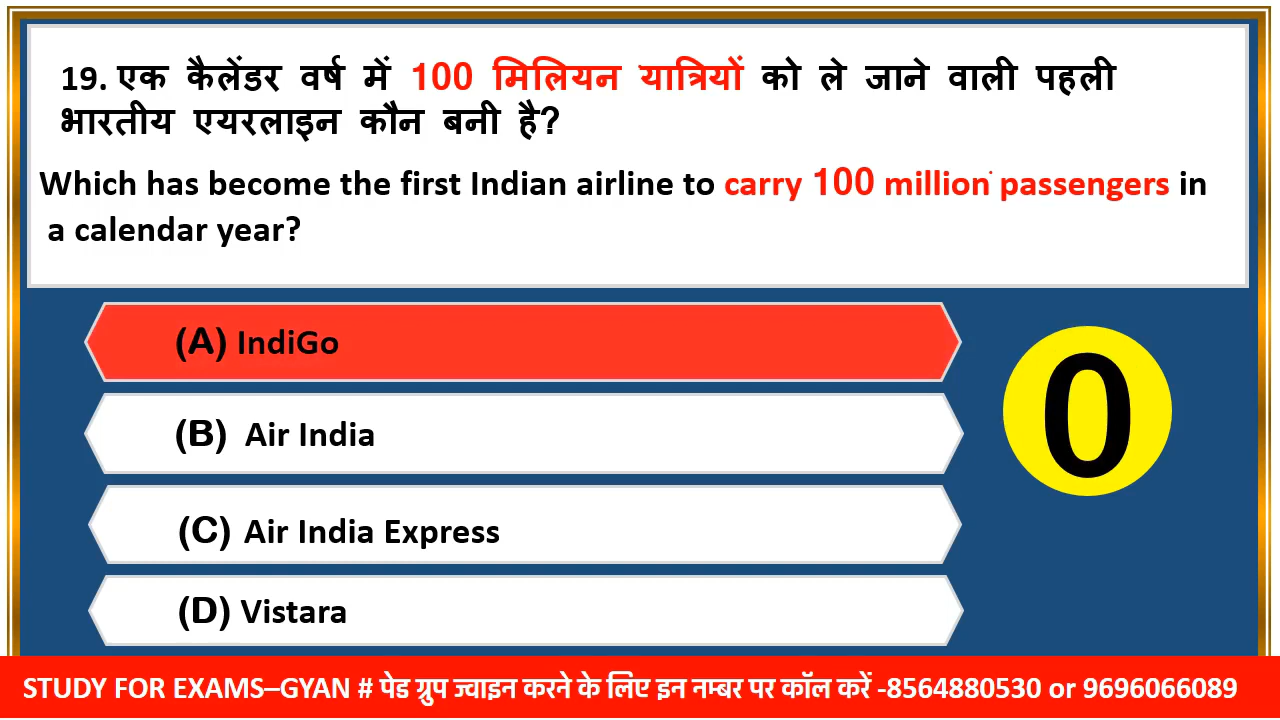 19. एक कैलेंडर वर्ष में 100 मिलियन यात्रियों को ले जाने वाली पहली
भारतीय एयरलाइन कौन बनी है?
Which has become the first Indian airline to carry 100 million passengers in
a calendar year?
(A) IndiGo
(B) Air India
0
(C) Air India Express
(D) Vistara
STUDY FOR EXAMS–GYAN # पेड ग्रुप ज्वाइन करने के लिए इन नम्बर पर कॉल करें -8564880530 or 9696066089